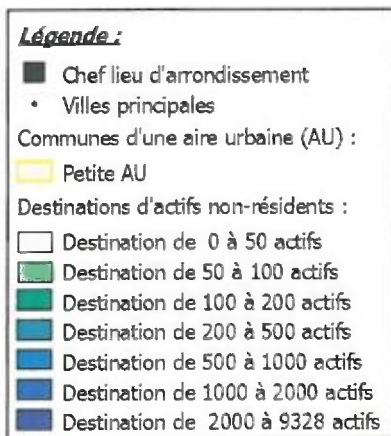 Légende :
Chef lieu d'arrondissement
Villes principales
Communes d'une aire urbaine (AU) :
Petite AU
Destinations d'actifs non-résidents :
Destination de 0 à 50 actifs
Destination de 50 à 100 actifs
Destination de 100 à 200 actifs
Destination de 200 à 500 actifs
Destination de 500 à 1000 actifs
Destination de 1000 à 2000 actifs
Destination de 2000 à 9328 actifs